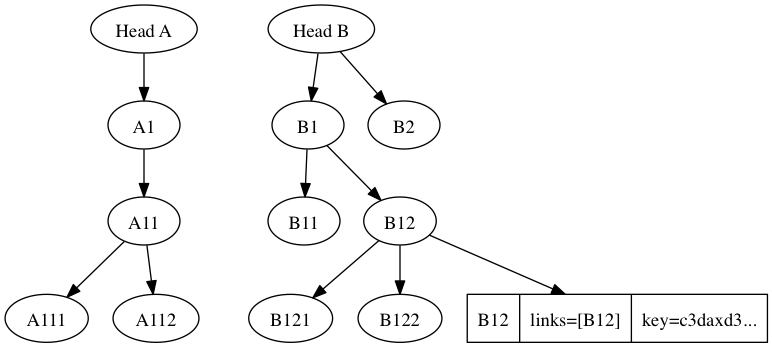 Head A
Head B
A1
B1
B2
A11
B11
B12
A111
A112
B121
B122
B12
links=[B12]
key=c3daxd3...